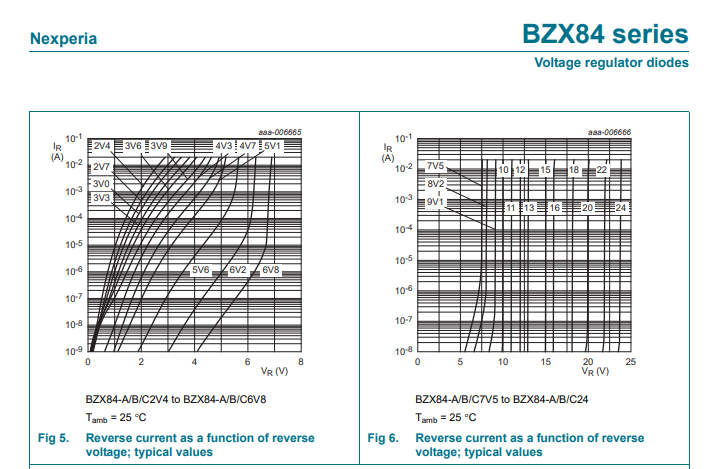 Nexperia
BZX84 series
Voltage regulator diodes
aaa-006665
IR
(A)
10-1
10-2
10-3
10-4
10-5
10-6
10-7
10-8
10-9
2V4 3V6 3V9 4V3 4V7 5V1
2V7
3V0
3V3
5V6 6V2 6V8
0 2 4 6 8
VR (V)
BZX84-A/B/C2V4 to BZX84-A/B/C6V8
Tamb = 25 °C
Fig 5. Reverse current as a function of reverse
voltage; typical values
aaa-006666
IR
(A)
10-1
10-2
10-3
10-4
10-5
10-6
10-7
10-8
7V5 10 12 15 18 22
8V2
9V1 11 13 16 20 24
0 5 10 15 20 25
VR (V)
BZX84-A/B/C7V5 to BZX84-A/B/C24
Tamb = 25 °C
Fig 6. Reverse current as a function of reverse
voltage; typical values